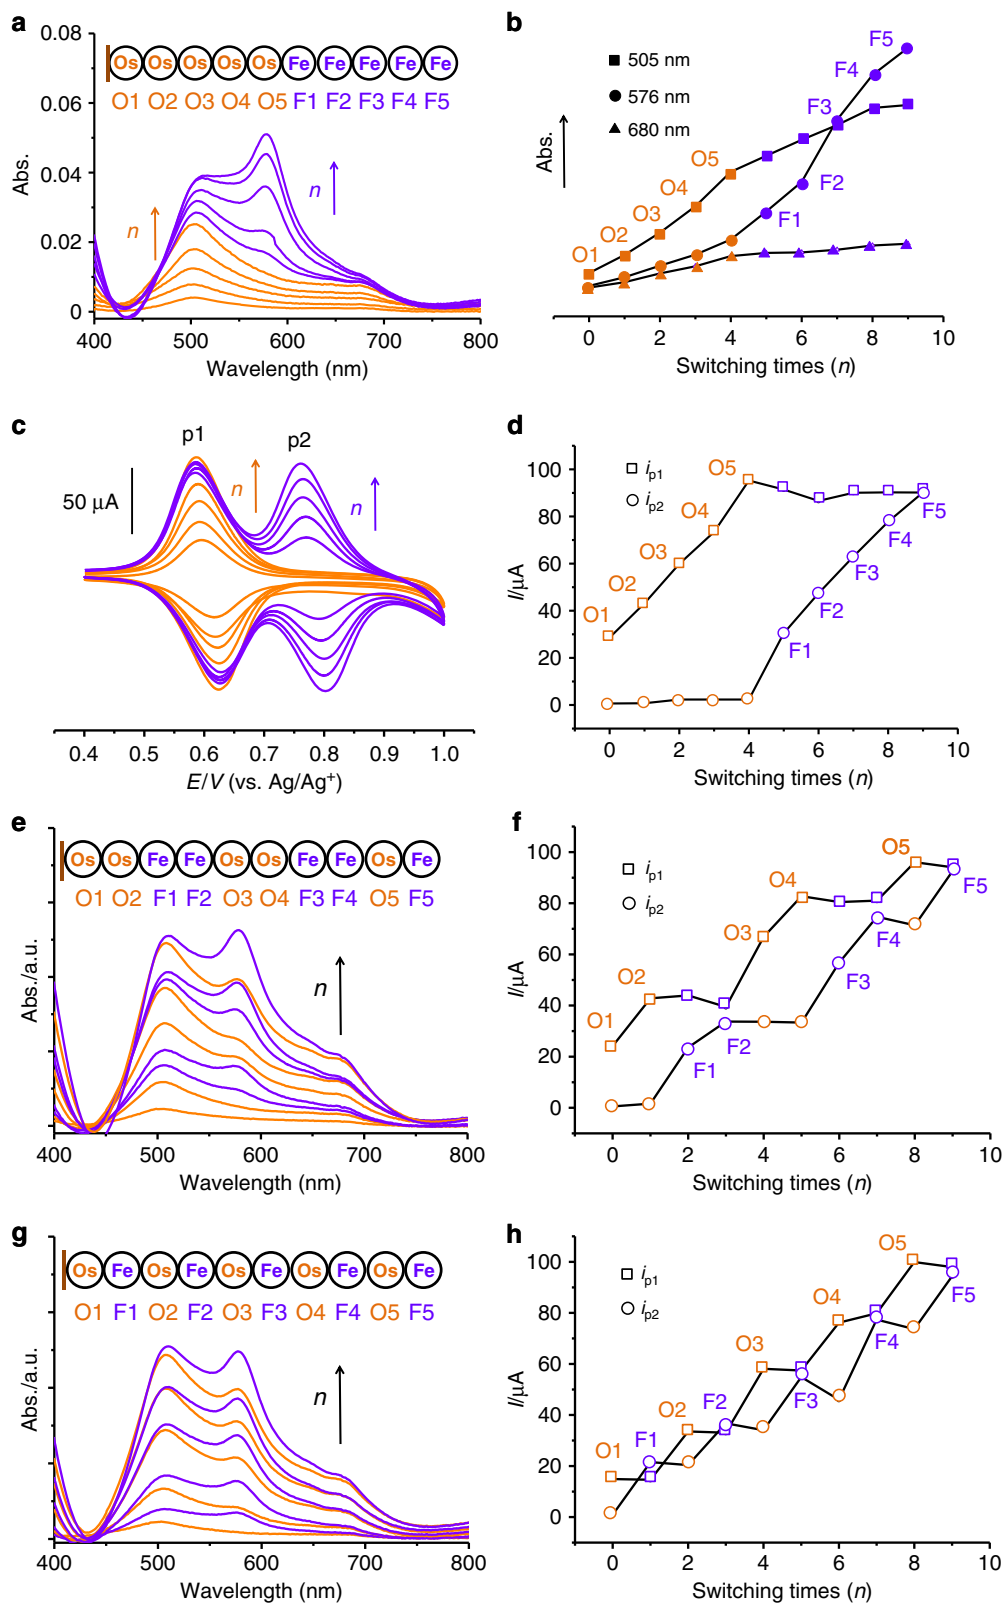 a
0.08
0.06
0.04
0.02
0
Abs.
Os Os Os Os Os Fe Fe Fe Fe Fe
O1 O2 O3 O4 O5 F1 F2 F3 F4 F5
n
n
400 500 600 700 800
Wavelength (nm)
b
505 nm
576 nm
680 nm
Abs.
O1
O2
O3
O4
O5
F1
F2
F3
F4
F5
0 2 4 6 8 10
Switching times (n)
c
p1 p2
50 μA
n
n
0.4 0.5 0.6 0.7 0.8 0.9 1.0
E/V (vs. Ag/Ag+)
d
100
80
60
40
20
0
I/μA
ip1
ip2
O1
O2
O3
O4
O5
F1
F2
F3
F4
F5
0 2 4 6 8 10
Switching times (n)
e
Os Os Fe Fe Os Os Fe Fe Os Fe
O1 O2 F1 F2 O3 O4 F3 F4 O5 F5
Abs./a.u.
n
400 500 600 700 800
Wavelength (nm)
f
100
80
60
40
20
0
I/μA
ip1
ip2
O1
O2
F1
F2
O3
O4
F3
F4
O5
F5
0 2 4 6 8 10
Switching times (n)
g
Os Fe Os Fe Os Fe Os Fe Os Fe
O1 F1 O2 F2 O3 F3 O4 F4 O5 F5
Abs./a.u.
n
400 500 600 700 800
Wavelength (nm)
h
100
80
60
40
20
0
I/μA
ip1
ip2
O1
F1
O2
F2
O3
F3
O4
F4
O5
F5
0 2 4 6 8 10
Switching times (n)